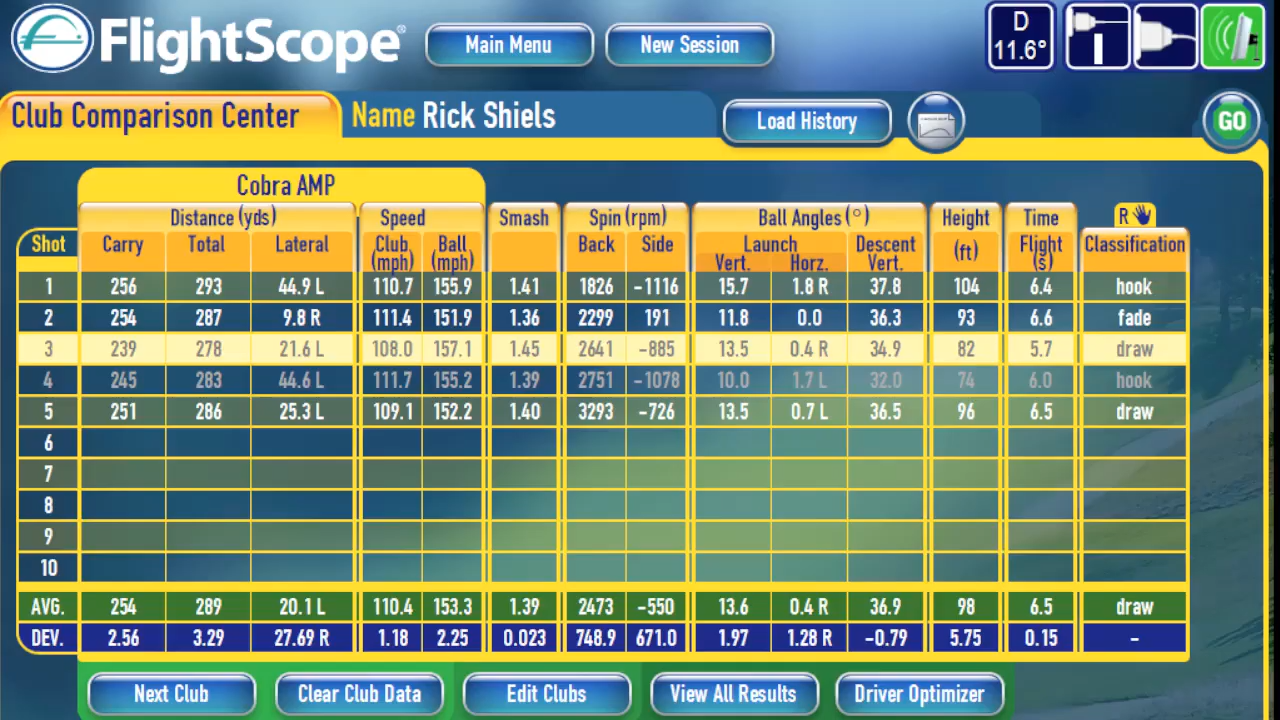 FlightScope®
Main Menu
New Session
D
11.6°
Club Comparison Center
Name Rick Shiels
Load History
GO
Cobra AMP
Distance (yds) Speed Smash Spin (rpm) Ball Angles (°) Height Time R
Shot Carry Total Lateral Club Ball Back Side Launch Descent (ft) Flight Classification
(mph) (mph) Vert. Horz. Vert. (s)
1 256 293 44.9 L 110.7 155.9 1.41 1826 -1116 15.7 1.8 R 37.8 104 6.4 hook
2 254 287 9.8 R 111.4 151.9 1.36 2299 191 11.8 0.0 36.3 93 6.6 fade
3 239 278 21.6 L 108.0 157.1 1.45 2641 -885 13.5 0.4 R 34.9 82 5.7 draw
4 245 283 44.6 L 111.7 155.2 1.39 2751 -1078 10.0 1.7 L 32.0 74 6.0 hook
5 251 286 25.3 L 109.1 152.2 1.40 3293 -726 13.5 0.7 L 36.5 96 6.5 draw
6
7
8
9
10
AVG. 254 289 20.1 L 110.4 153.3 1.39 2473 -550 13.6 0.4 R 36.9 98 6.5 draw
DEV. 2.56 3.29 27.69 R 1.18 2.25 0.023 748.9 671.0 1.97 1.28 R -0.79 5.75 0.15 -
Next Club
Clear Club Data
Edit Clubs
View All Results
Driver Optimizer